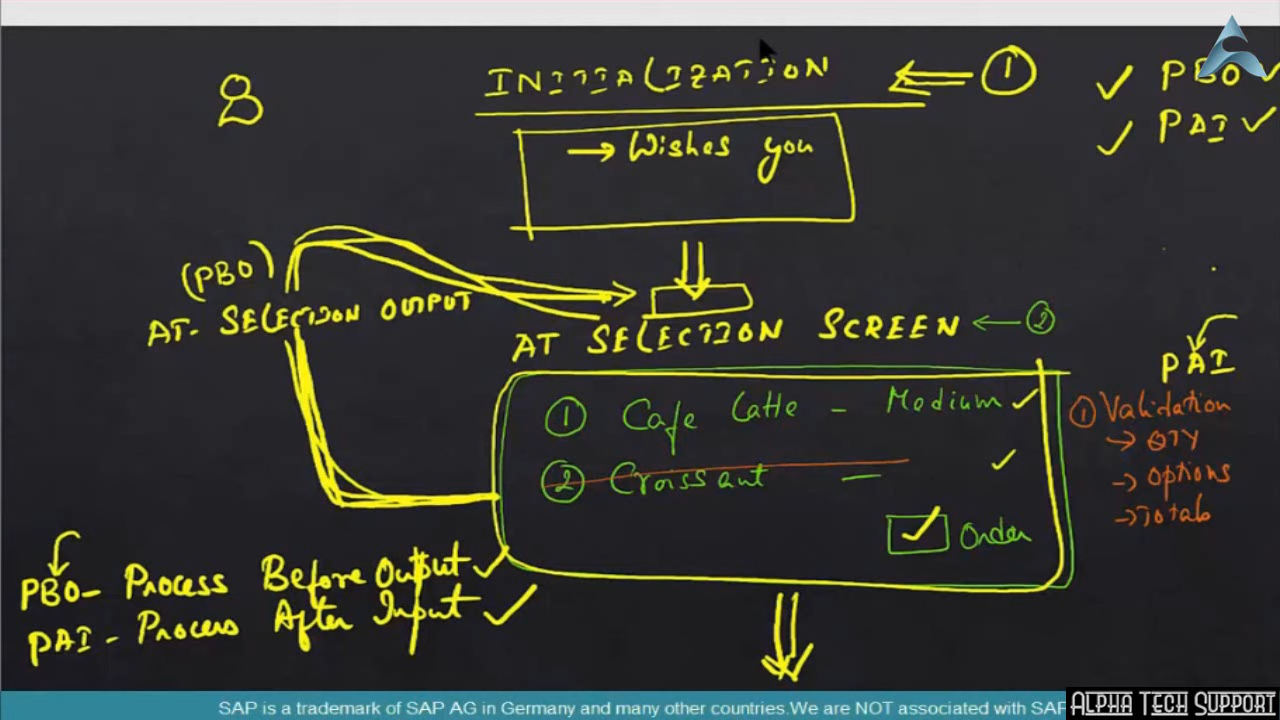 INITIALIZATION
①
✓ PBO ✓
✓ PAI ✓
→ Wishes you
(PBO)
AT- SELECTION OUTPUT
AT SELECTION SCREEN ← ②
PAI
① Cafe Latte - Medium ✓
② Croissant - ✓
✓ Order
① Validation
→ QTY
→ Options
→ Totals
PBO - Process Before Output ✓
PAI - Process After Input ✓
SAP is a trademark of SAP AG in Germany and many other countries.We are NOT associated with SAP
ALPHA TECH SUPPORT